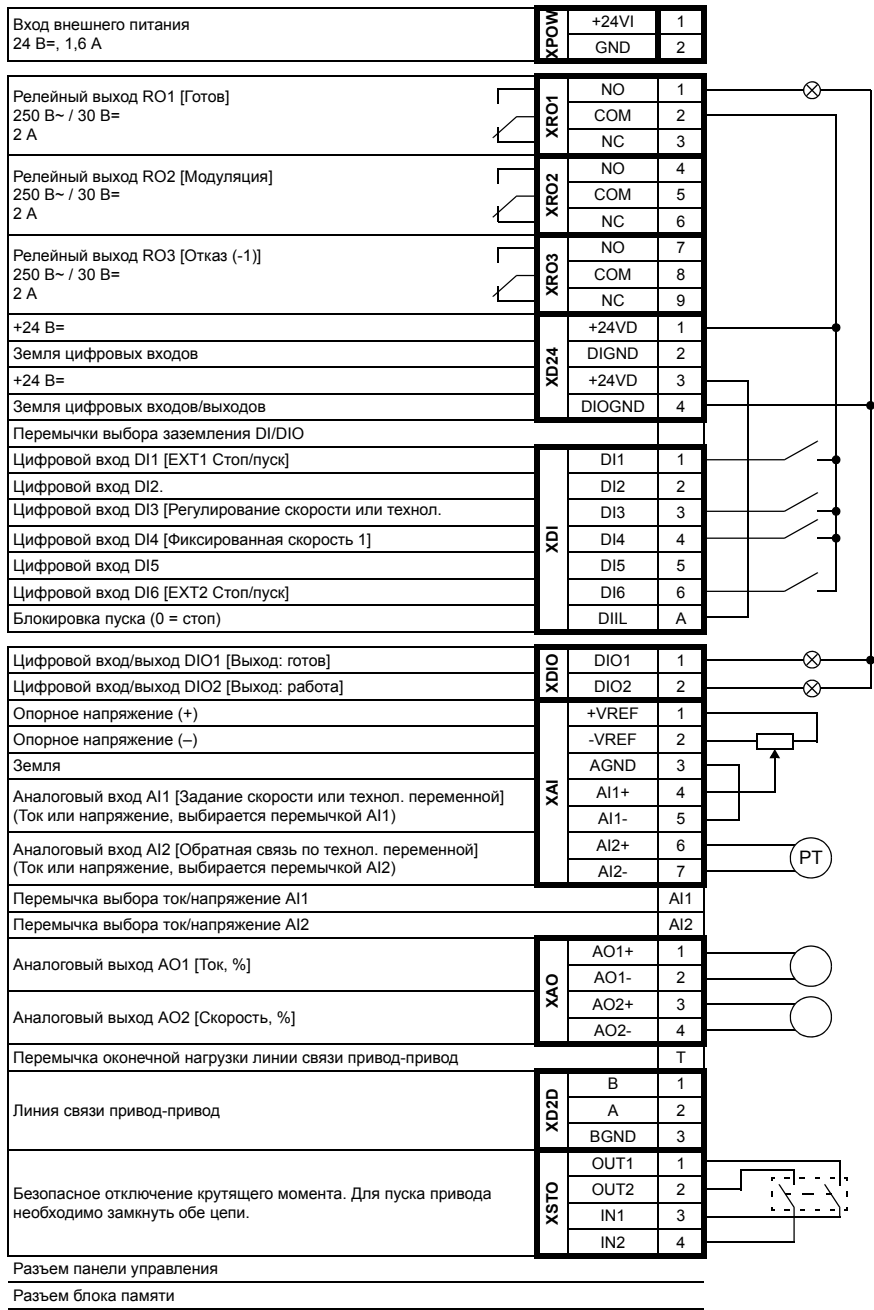 Вход внешнего питания
24 В=, 1,6 А
XPOW
+24VI 1
GND 2
Релейный выход RO1 [Готов]
250 В~ / 30 В=
2 А
XRO1
NO 1
COM 2
NC 3
Релейный выход RO2 [Модуляция]
250 В~ / 30 В=
2 А
XRO2
NO 4
COM 5
NC 6
Релейный выход RO3 [Отказ (-1)]
250 В~ / 30 В=
2 А
XRO3
NO 7
COM 8
NC 9
XD24
+24 В= +24VD 1
Земля цифровых входов DIGND 2
+24 В= +24VD 3
Земля цифровых входов/выходов DIOGND 4
Перемычки выбора заземления DI/DIO
XDI
Цифровой вход DI1 [EXT1 Стоп/пуск] DI1 1
Цифровой вход DI2. DI2 2
Цифровой вход DI3 [Регулирование скорости или технол. DI3 3
Цифровой вход DI4 [Фиксированная скорость 1] DI4 4
Цифровой вход DI5 DI5 5
Цифровой вход DI6 [EXT2 Стоп/пуск] DI6 6
Блокировка пуска (0 = стоп) DIIL A
XDIO
Цифровой вход/выход DIO1 [Выход: готов] DIO1 1
Цифровой вход/выход DIO2 [Выход: работа] DIO2 2
XAI
Опорное напряжение (+) +VREF 1
Опорное напряжение (–) -VREF 2
Земля AGND 3
Аналоговый вход AI1 [Задание скорости или технол. переменной]
(Ток или напряжение, выбирается перемычкой AI1)
AI1+ 4
AI1- 5
Аналоговый вход AI2 [Обратная связь по технол. переменной]
(Ток или напряжение, выбирается перемычкой AI2)
AI2+ 6
AI2- 7
PT
Перемычка выбора ток/напряжение AI1 AI1
Перемычка выбора ток/напряжение AI2 AI2
Аналоговый выход AO1 [Ток, %]
XAO
AO1+ 1
AO1- 2
Аналоговый выход AO2 [Скорость, %]
AO2+ 3
AO2- 4
Перемычка оконечной нагрузки линии связи привод-привод T
Линия связи привод-привод
XD2D
B 1
A 2
BGND 3
Безопасное отключение крутящего момента. Для пуска привода
необходимо замкнуть обе цепи.
XSTO
OUT1 1
OUT2 2
IN1 3
IN2 4
Разъем панели управления
Разъем блока памяти